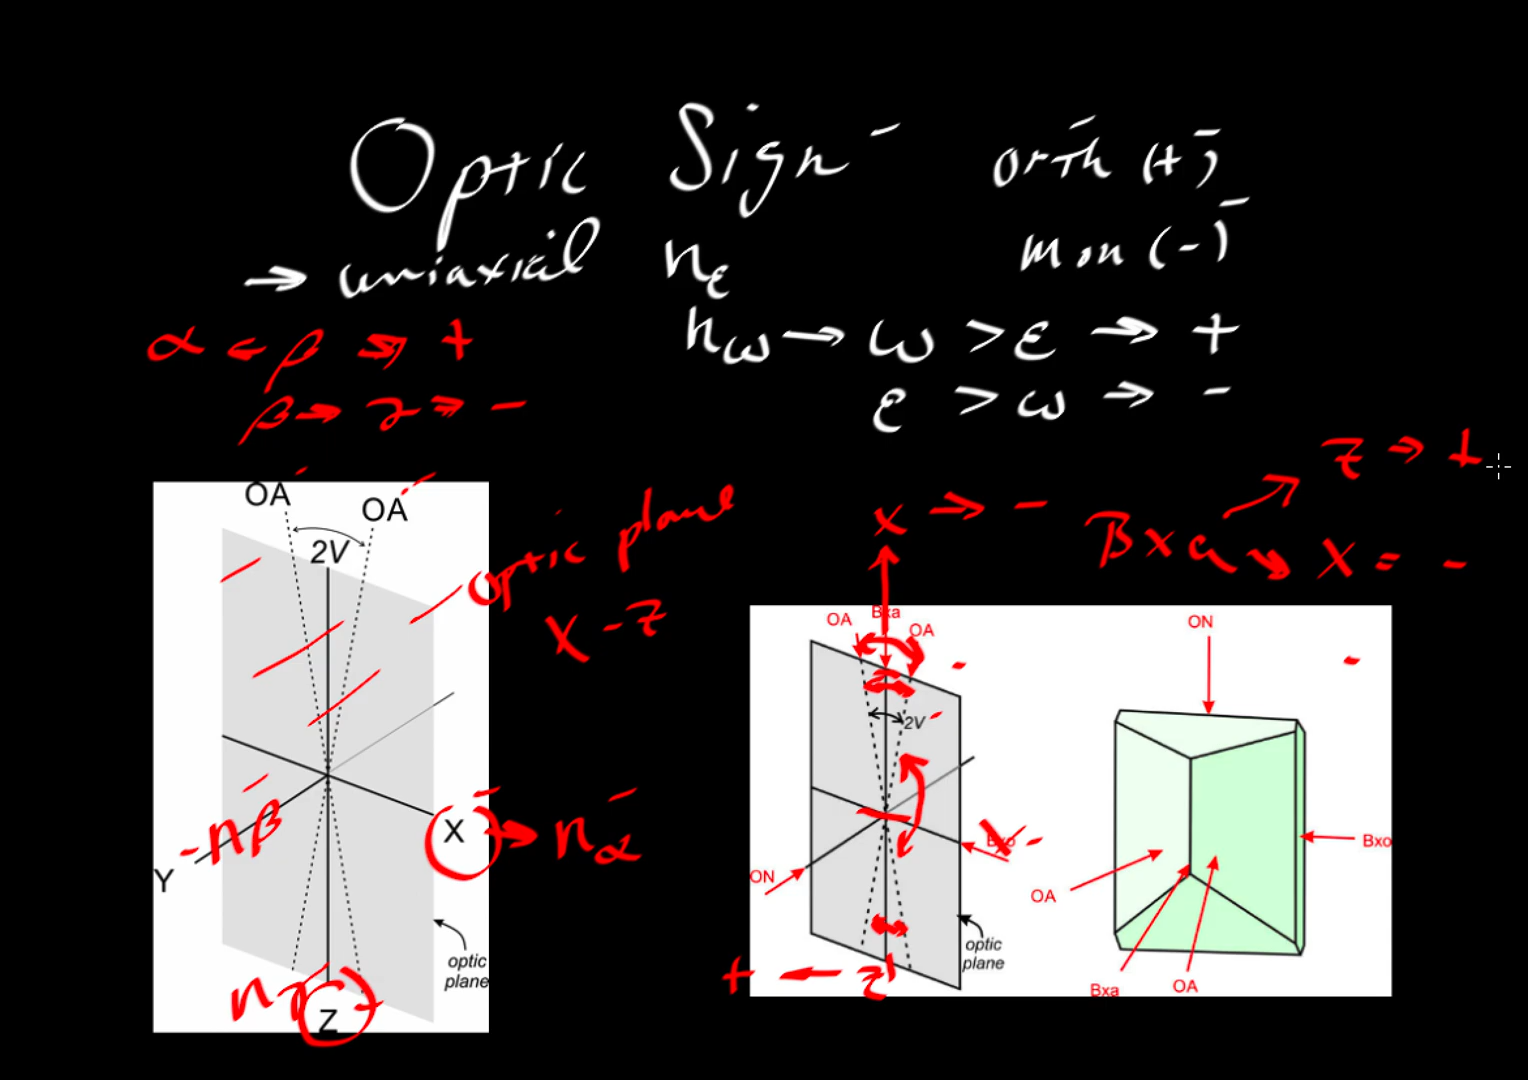 Optic Sign
orth (+)
→ uniaxial nε
mon (-)
α < β → +
nω → ω > ε → +
β → γ → -
ε > ω → -
z → +
OA OA
2V
optic plane
x - z
x → -
Bxa
x = -
OA Bxa OA
2V
ON
nβ
X → nα
Y
Bxo
ON
optic plane
optic plane
nγ
Z
+ ← z
Bxo
OA
Bxa OA